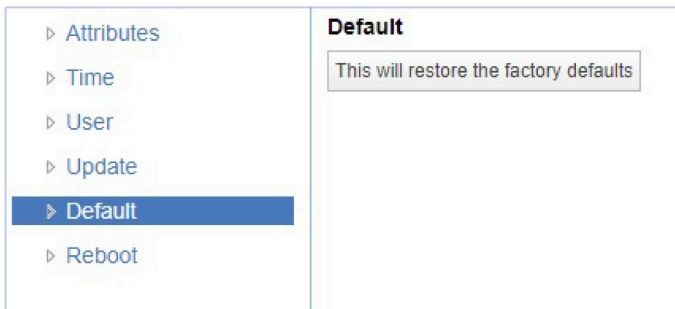 Attributes
Time
User
Update
Default
Reboot
Default
This will restore the factory defaults